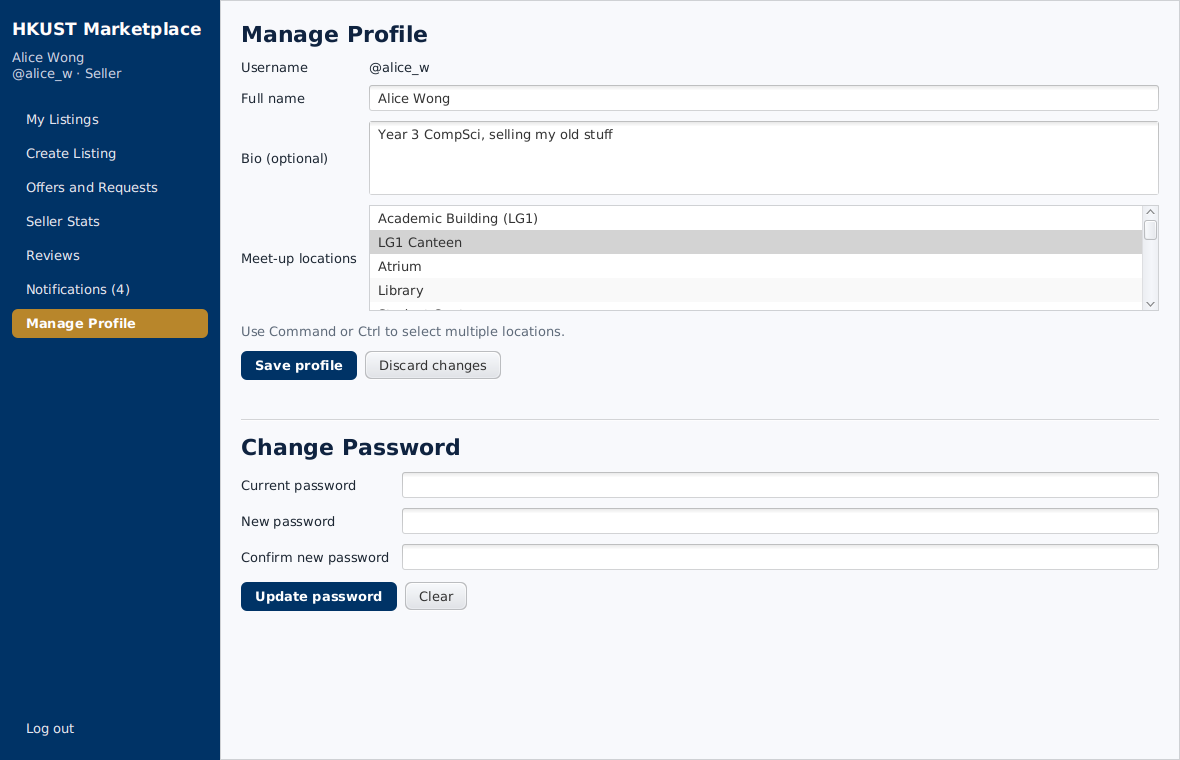 HKUST Marketplace
Alice Wong
@alice_w · Seller
My Listings
Create Listing
Offers and Requests
Seller Stats
Reviews
Notifications (4)
Manage Profile
Log out
Manage Profile
Username @alice_w
Full name Alice Wong
Bio (optional) Year 3 CompSci, selling my old stuff
Meet-up locations
Academic Building (LG1)
LG1 Canteen
Atrium
Library
Use Command or Ctrl to select multiple locations.
Save profile Discard changes
Change Password
Current password
New password
Confirm new password
Update password Clear